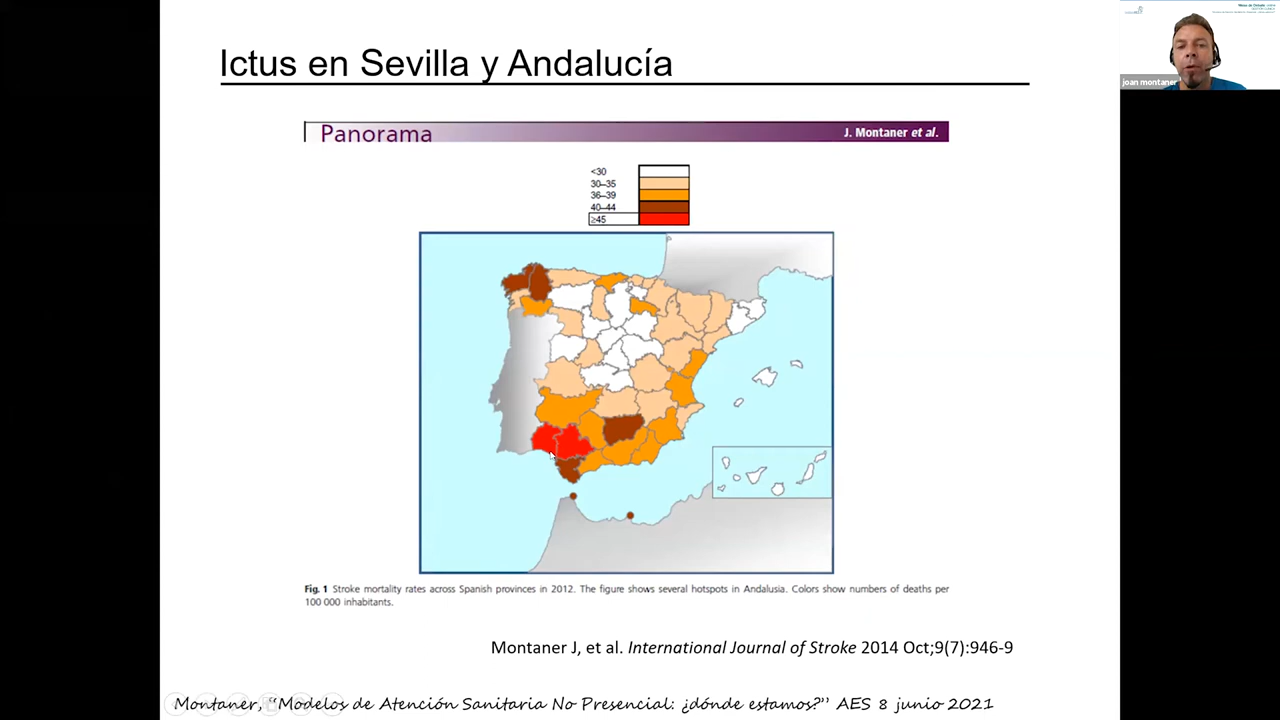 Ictus en Sevilla y Andalucía
joan montaner
Panorama
J. Montaner et al.
<30
30–35
36–39
40–44
≥45
Fig. 1 Stroke mortality rates across Spanish provinces in 2012. The figure shows several hotspots in Andalusia. Colors show numbers of deaths per
100 000 inhabitants.
Montaner J, et al. International Journal of Stroke 2014 Oct;9(7):946-9
Montaner, “Modelos de Atención Sanitaria No Presencial: ¿dónde estamos?” AES 8 junio 2021